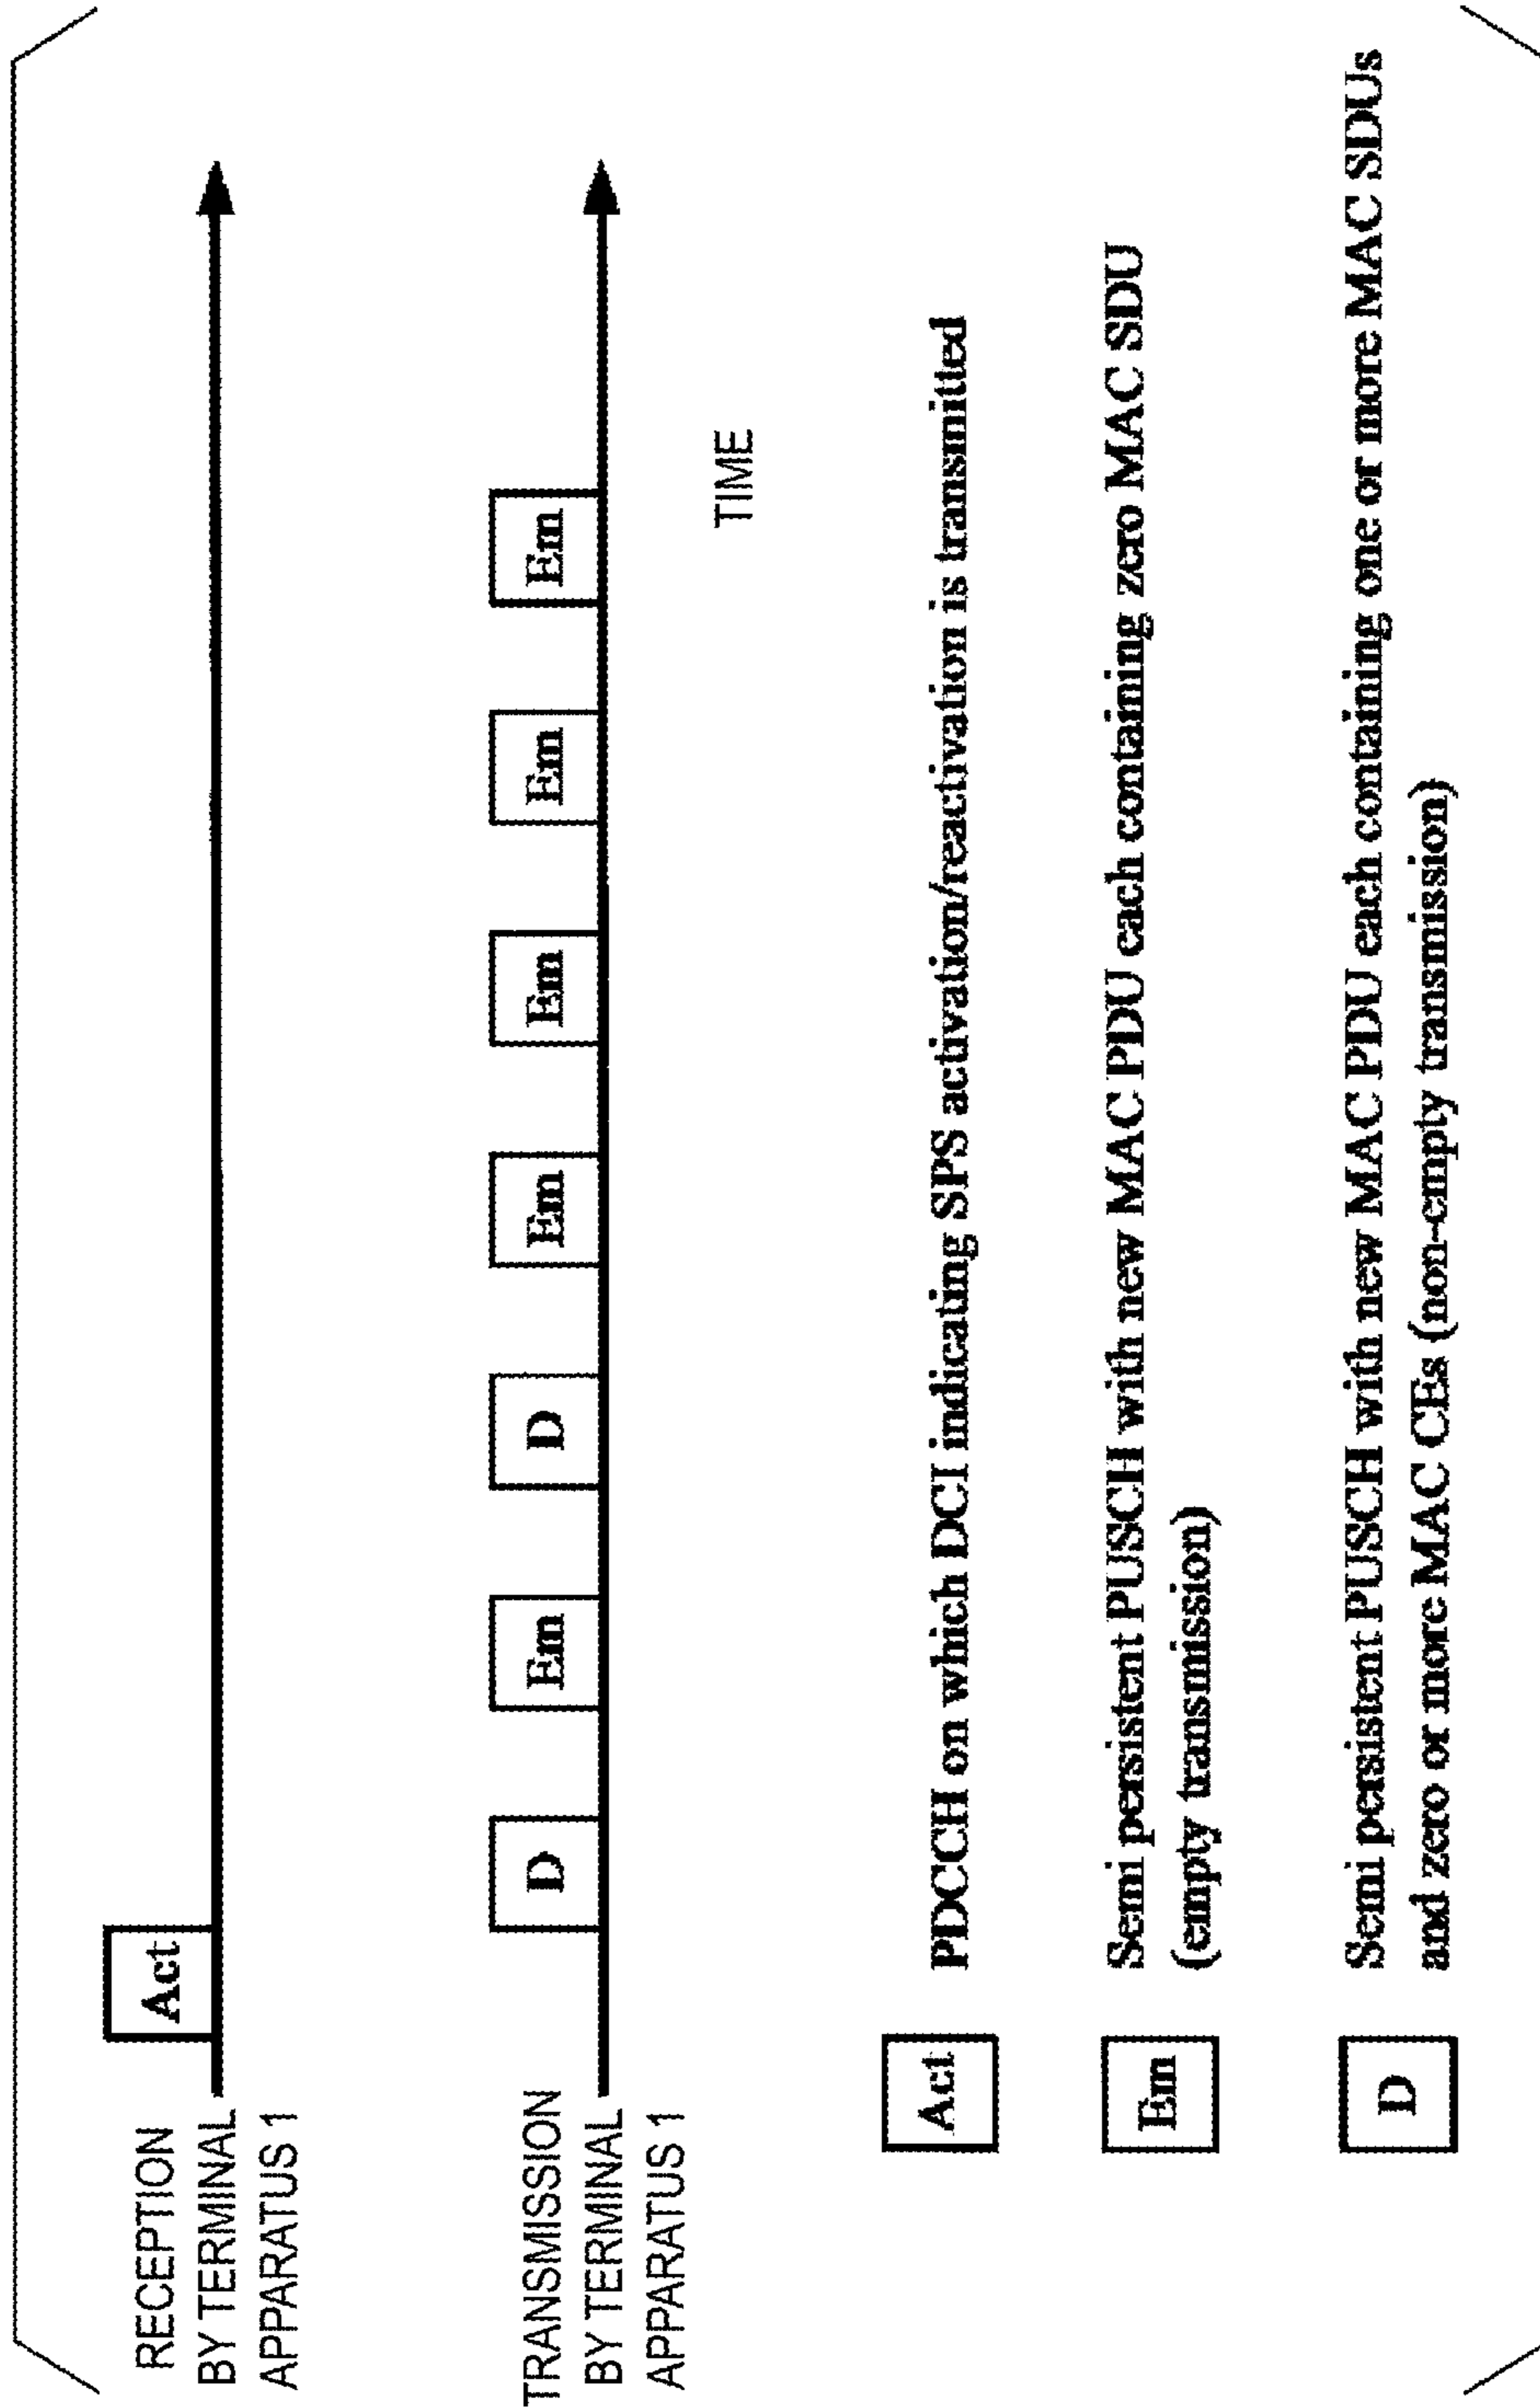 RECEPTION
BY TERMINAL
APPARATUS 1
Act
TRANSMISSION
BY TERMINAL
APPARATUS 1
D
Em
D
Em
Em
Em
Em
TIME
Act
PDCCH on which DCI indicating SPS activation/reactivation is transmitted
Em
Semi persistent PUSCH with new MAC PDU each containing zero MAC SDU
(empty transmission)
D
Semi persistent PUSCH with new MAC PDU each containing one or more MAC SDUs
and zero or more MAC CEs (non-empty transmission)